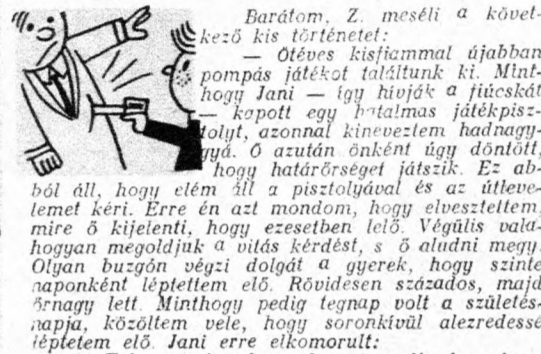 Barátom, Z. meséli a követ-
kező kis történetet:
— Ötéves kisfiammal újabban
pompás játékot találtunk ki. Mint-
hogy Jani — így hívják a fiúcskát
— kapott egy hatalmas játékpisz-
tolyt, azonnal kineveztem hadnagy-
gyá. Ő azután önként úgy döntött,
hogy határőrséget játszik. Ez ab-
ból áll, hogy elém áll a pisztolyával és az útleve-
lemet kéri. Erre én azt mondom, hogy elvesztettem,
mire ő kijelenti, hogy ezesetben lelő. Végülis vala-
hogyan megoldjuk a vitás kérdést, s ő aludni megy.
Olyan buzgón végzi dolgát a gyerek, hogy szinte
naponként léptettem elő. Rövidesen százados, majd
őrnagy lett. Minthogy pedig tegnap volt a születés-
napja, közöltem vele, hogy soronkívül alezredessé
léptetem elő. Jani erre elkomorult: